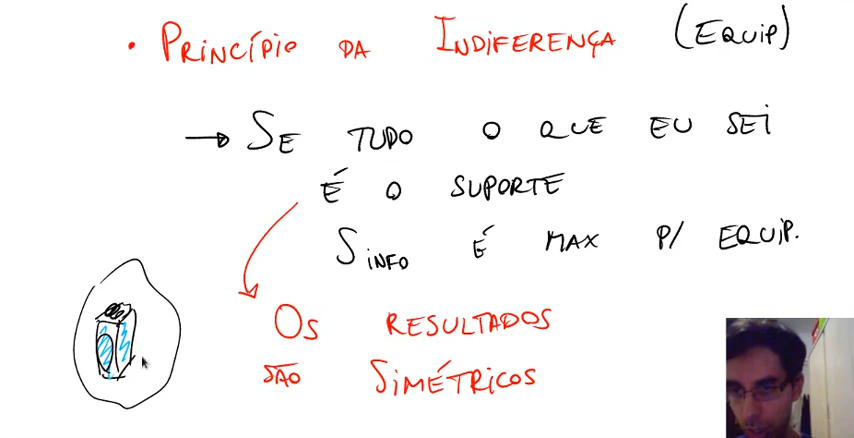 • PRINCÍPIO DA INDIFERENÇA (EQUIP)
→ SE TUDO O QUE EU SEI
É O SUPORTE
SINFO É MAX P/ EQUIP.
OS RESULTADOS
SÃO SIMÉTRICOS